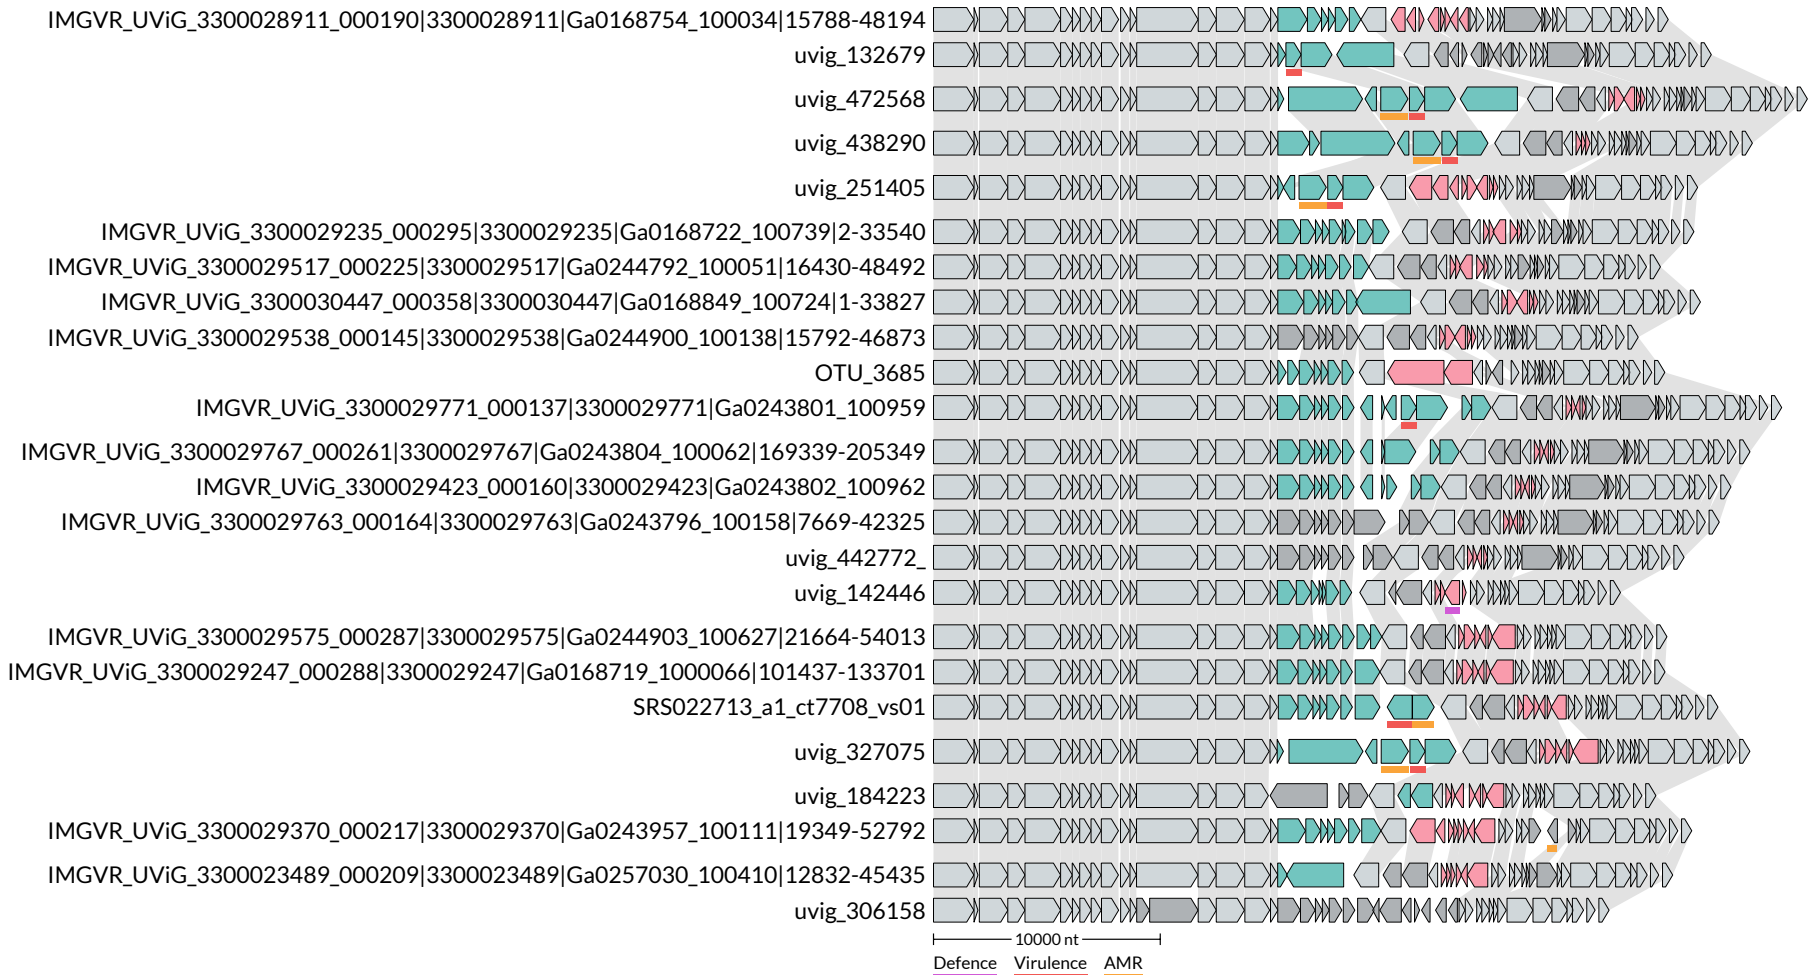 IMGVR_UViG_3300028911_000190|3300028911|Ga0168754_100034|15788-48194
uvig_132679
uvig_472568
uvig_438290
uvig_251405
IMGVR_UViG_3300029235_000295|3300029235|Ga0168722_100739|2-33540
IMGVR_UViG_3300029517_000225|3300029517|Ga0244792_100051|16430-48492
IMGVR_UViG_3300030447_000358|3300030447|Ga0168849_100724|1-33827
IMGVR_UViG_3300029538_000145|3300029538|Ga0244900_100138|15792-46873
OTU_3685
IMGVR_UViG_3300029771_000137|3300029771|Ga0243801_100959
IMGVR_UViG_3300029767_000261|3300029767|Ga0243804_100062|169339-205349
IMGVR_UViG_3300029423_000160|3300029423|Ga0243802_100962
IMGVR_UViG_3300029763_000164|3300029763|Ga0243796_100158|7669-42325
uvig_442772_
uvig_142446
IMGVR_UViG_3300029575_000287|3300029575|Ga0244903_100627|21664-54013
IMGVR_UViG_3300029247_000288|3300029247|Ga0168719_1000066|101437-133701
SRS022713_a1_ct7708_vs01
uvig_327075
uvig_184223
IMGVR_UViG_3300029370_000217|3300029370|Ga0243957_100111|19349-52792
IMGVR_UViG_3300023489_000209|3300023489|Ga0257030_100410|12832-45435
uvig_306158
10000 nt
Defence Virulence AMR